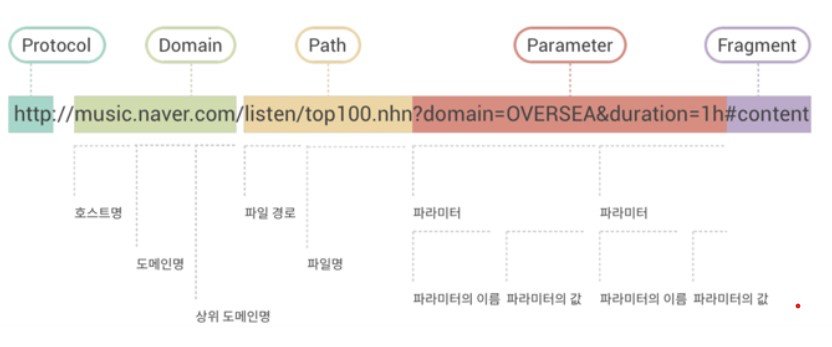 Protocol Domain Path Parameter Fragment
http://music.naver.com/listen/top100.nhn?domain=OVERSEA&duration=1h#content
호스트명 파일 경로 파라미터 파라미터
도메인명 파일명
파라미터의 이름 파라미터의 값 파라미터의 이름 파라미터의 값
상위 도메인명